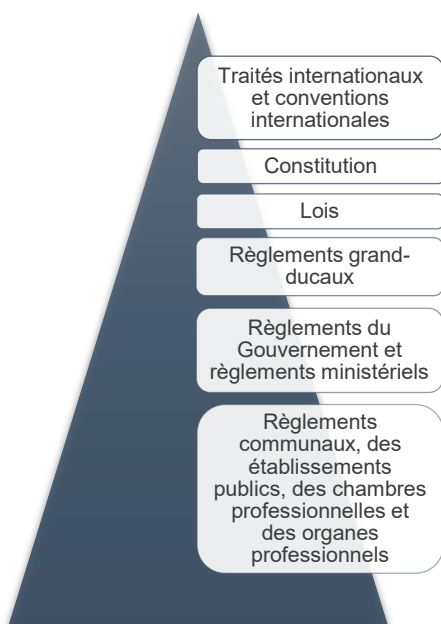 Traités internationaux
et conventions
internationales
Constitution
Lois
Règlements grand-
ducaux
Règlements du
Gouvernement et
règlements ministériels
Règlements
communaux, des
établissements
publics, des chambres
professionnelles et
des organes
professionnels